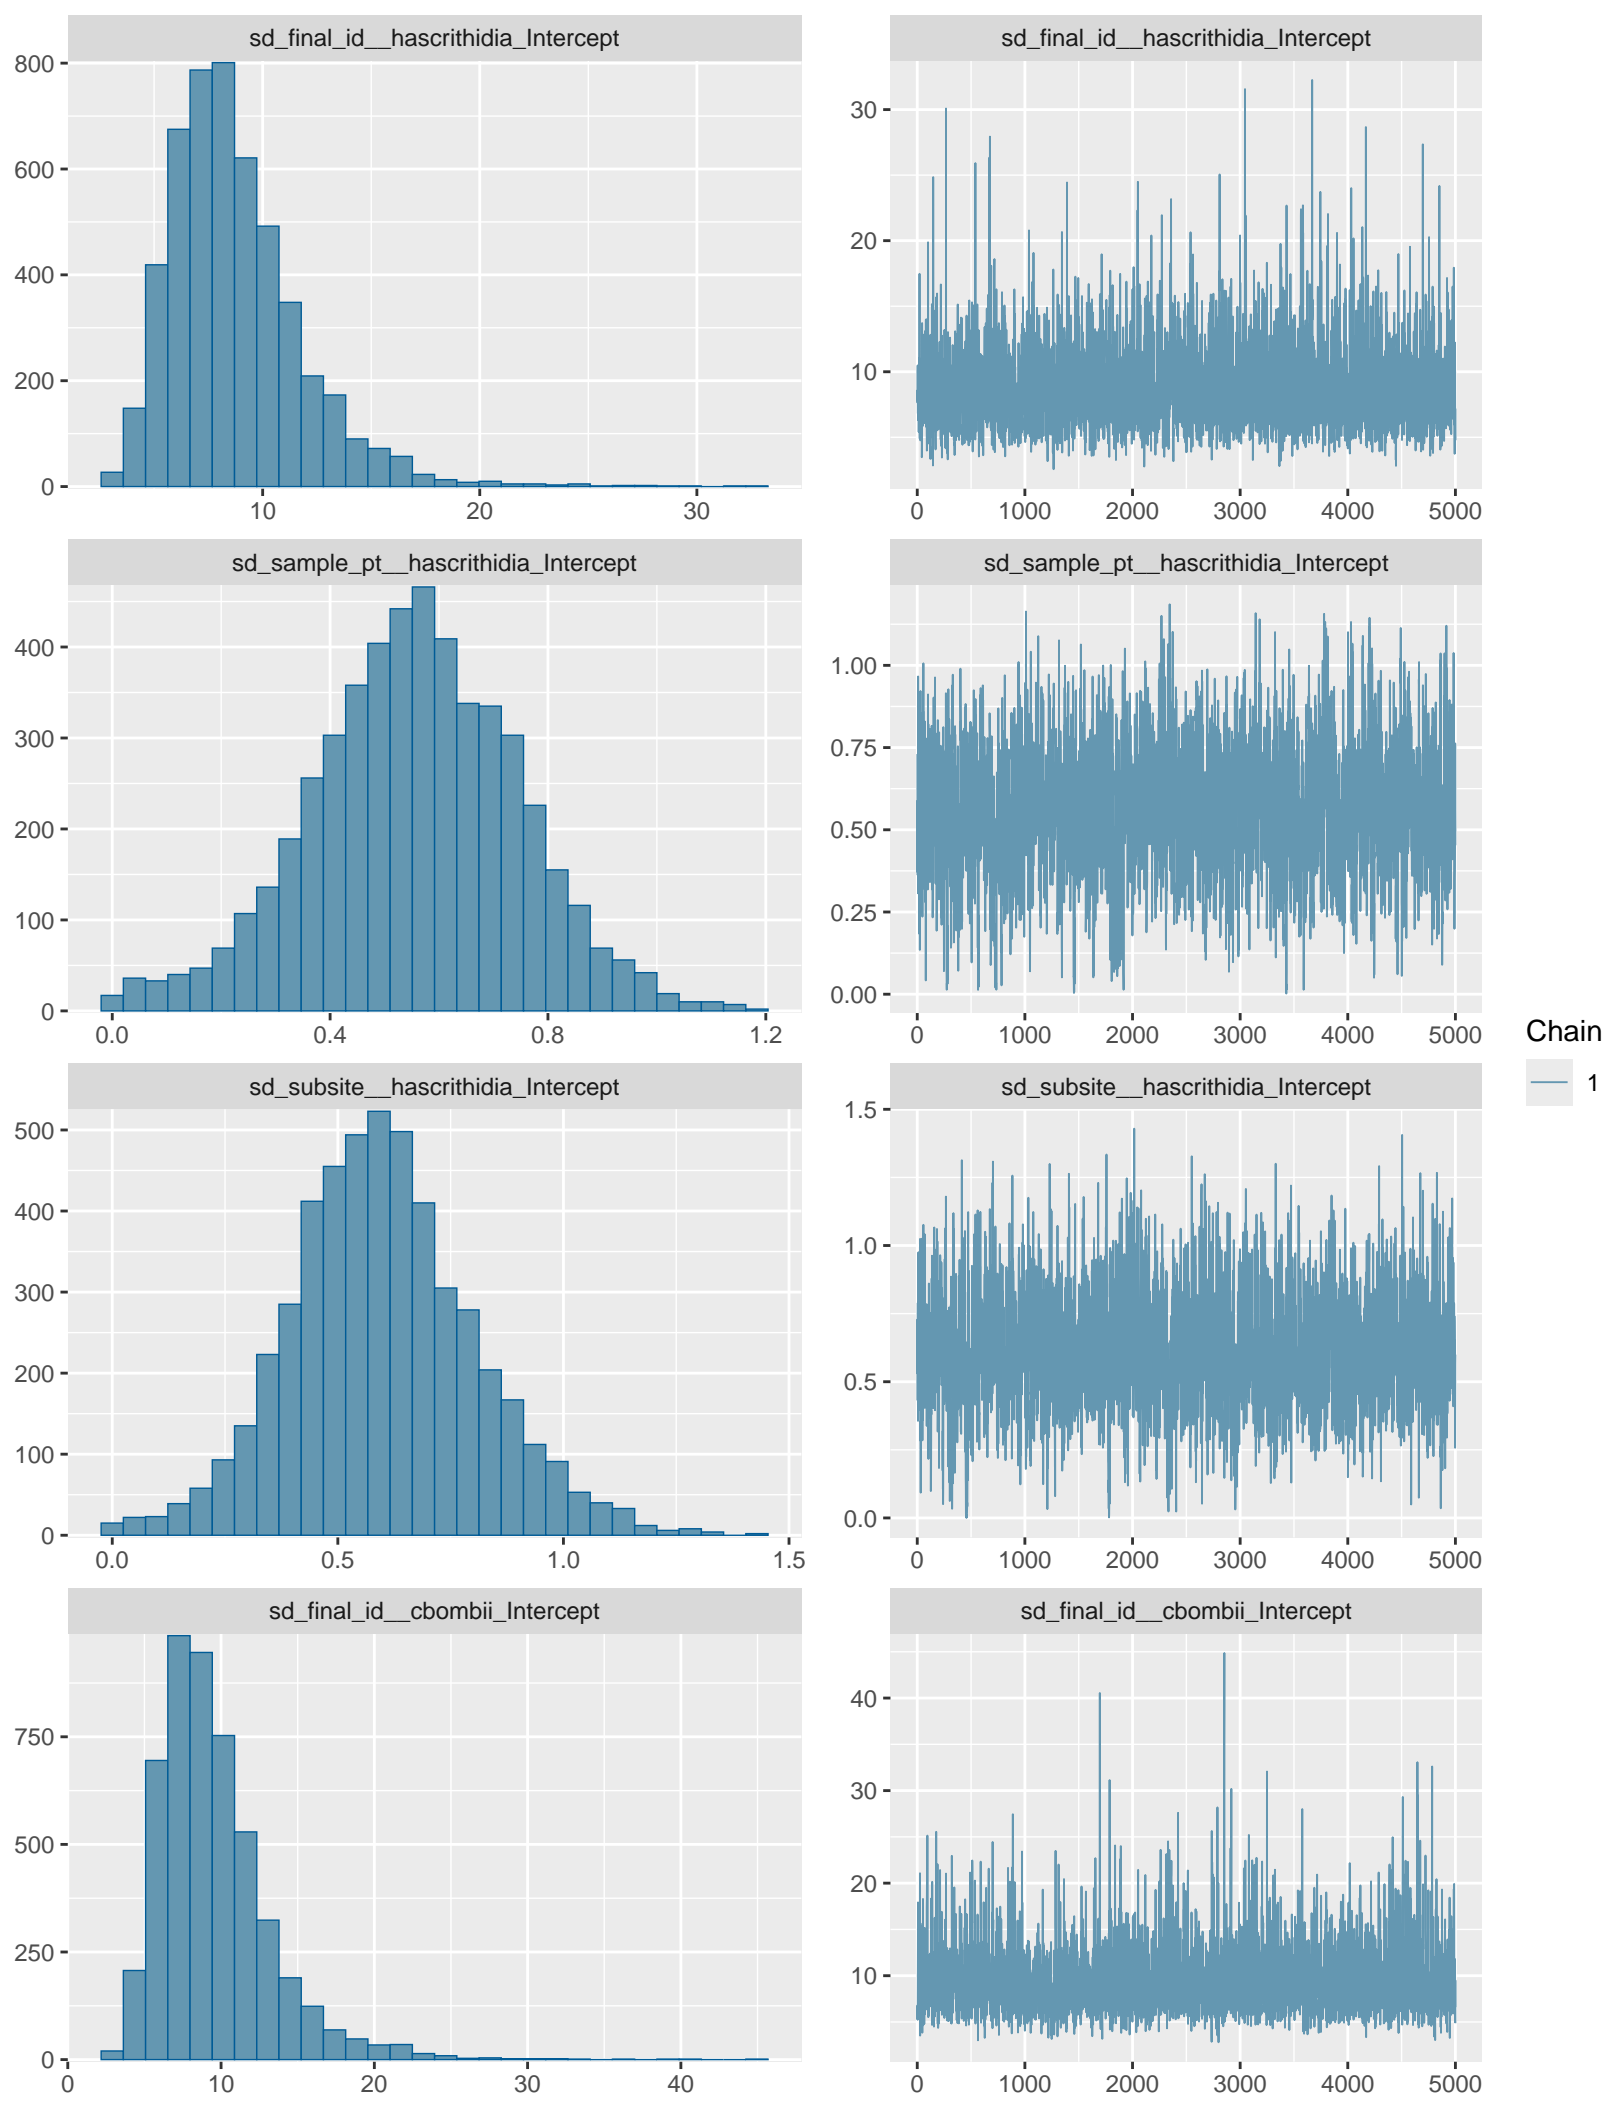 sd_final_id__hascrithidia_Intercept
800
600
400
200
0
10 20 30
sd_final_id__hascrithidia_Intercept
30
20
10
0 1000 2000 3000 4000 5000
sd_sample_pt__hascrithidia_Intercept
400
300
200
100
0
0.0 0.4 0.8 1.2
sd_sample_pt__hascrithidia_Intercept
1.00
0.75
0.50
0.25
0.00
0 1000 2000 3000 4000 5000
sd_subsite__hascrithidia_Intercept
500
400
300
200
100
0
0.0 0.5 1.0 1.5
sd_subsite__hascrithidia_Intercept
1.5
1.0
0.5
0.0
0 1000 2000 3000 4000 5000
sd_final_id__cbombii_Intercept
750
500
250
0
0 10 20 30 40
sd_final_id__cbombii_Intercept
40
30
20
10
0 1000 2000 3000 4000 5000
Chain
1